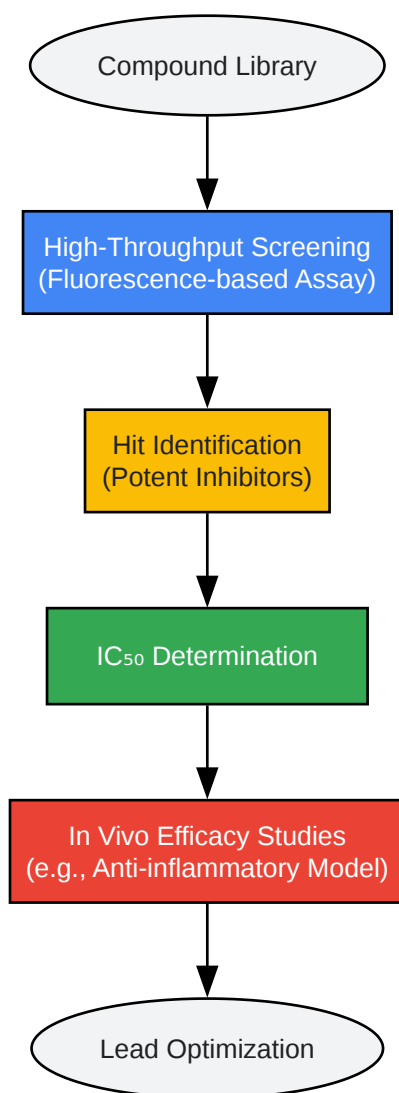 Compound Library
High-Throughput Screening
(Fluorescence-based Assay)
Hit Identification
(Potent Inhibitors)
IC₅₀ Determination
In Vivo Efficacy Studies
(e.g., Anti-inflammatory Model)
Lead Optimization